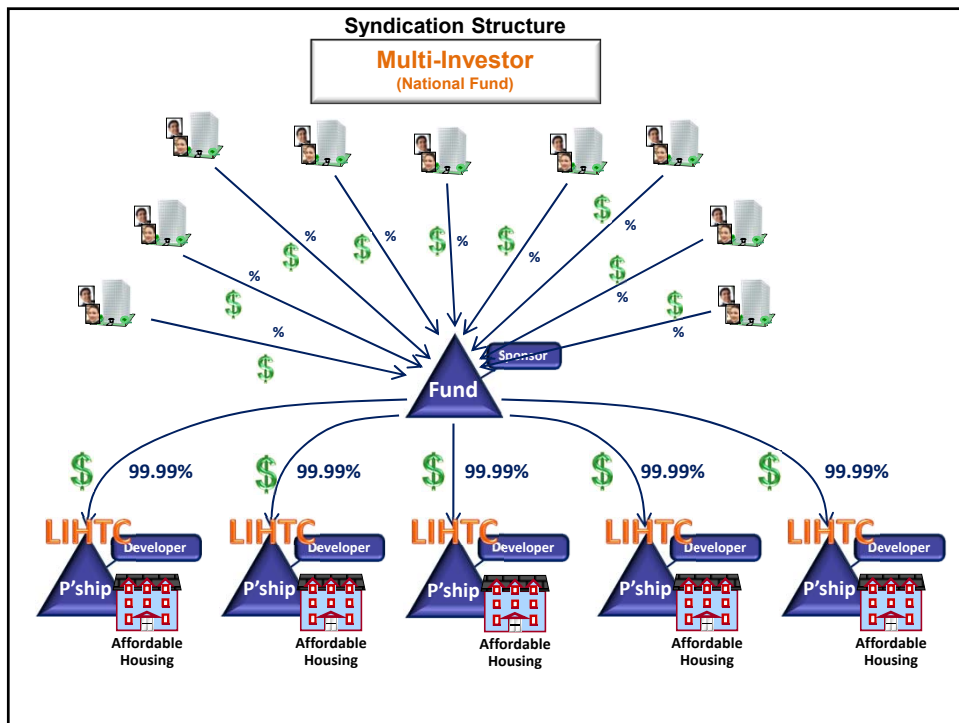 Syndication Structure
Multi-Investor
(National Fund)
%
%
%
%
%
%
%
%
%
$
$
$
$
$
$
$
$
$
Sponsor
Fund
$
99.99%
$
99.99%
$
99.99%
$
99.99%
$
99.99%
LIHTC
LIHTC
LIHTC
LIHTC
LIHTC
Developer
Developer
Developer
Developer
Developer
P'ship
P'ship
P'ship
P'ship
P'ship
Affordable
Housing
Affordable
Housing
Affordable
Housing
Affordable
Housing
Affordable
Housing